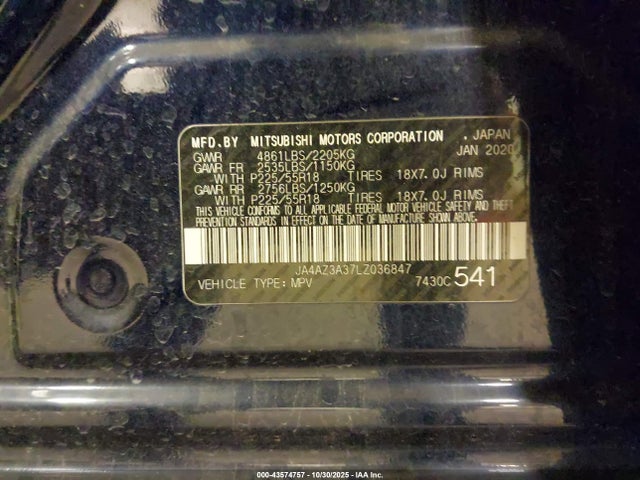 MFD.BY MITSUBISHI MOTORS CORPORATION , JAPAN
GVWR 4861LBS/2205KG JAN 2020
GAWR FR 2535LBS/1150KG
WITH P225/55R18 TIRES 18X7.0J RIMS
GAWR RR 2756LBS/1250KG
WITH P225/55R18 TIRES 18X7.0J RIMS
THIS VEHICLE CONFORMS TO ALL APPLICABLE FEDERAL MOTOR VEHICLE SAFETY AND THEFT
PREVENTION STANDARDS IN EFFECT ON THE DATE OF MANUFACTURE SHOWN ABOVE.
JA4AZ3A37LZ036847
VEHICLE TYPE: MPV 7430C 541
000-43574757 - 10/30/2025 - IAA Inc.